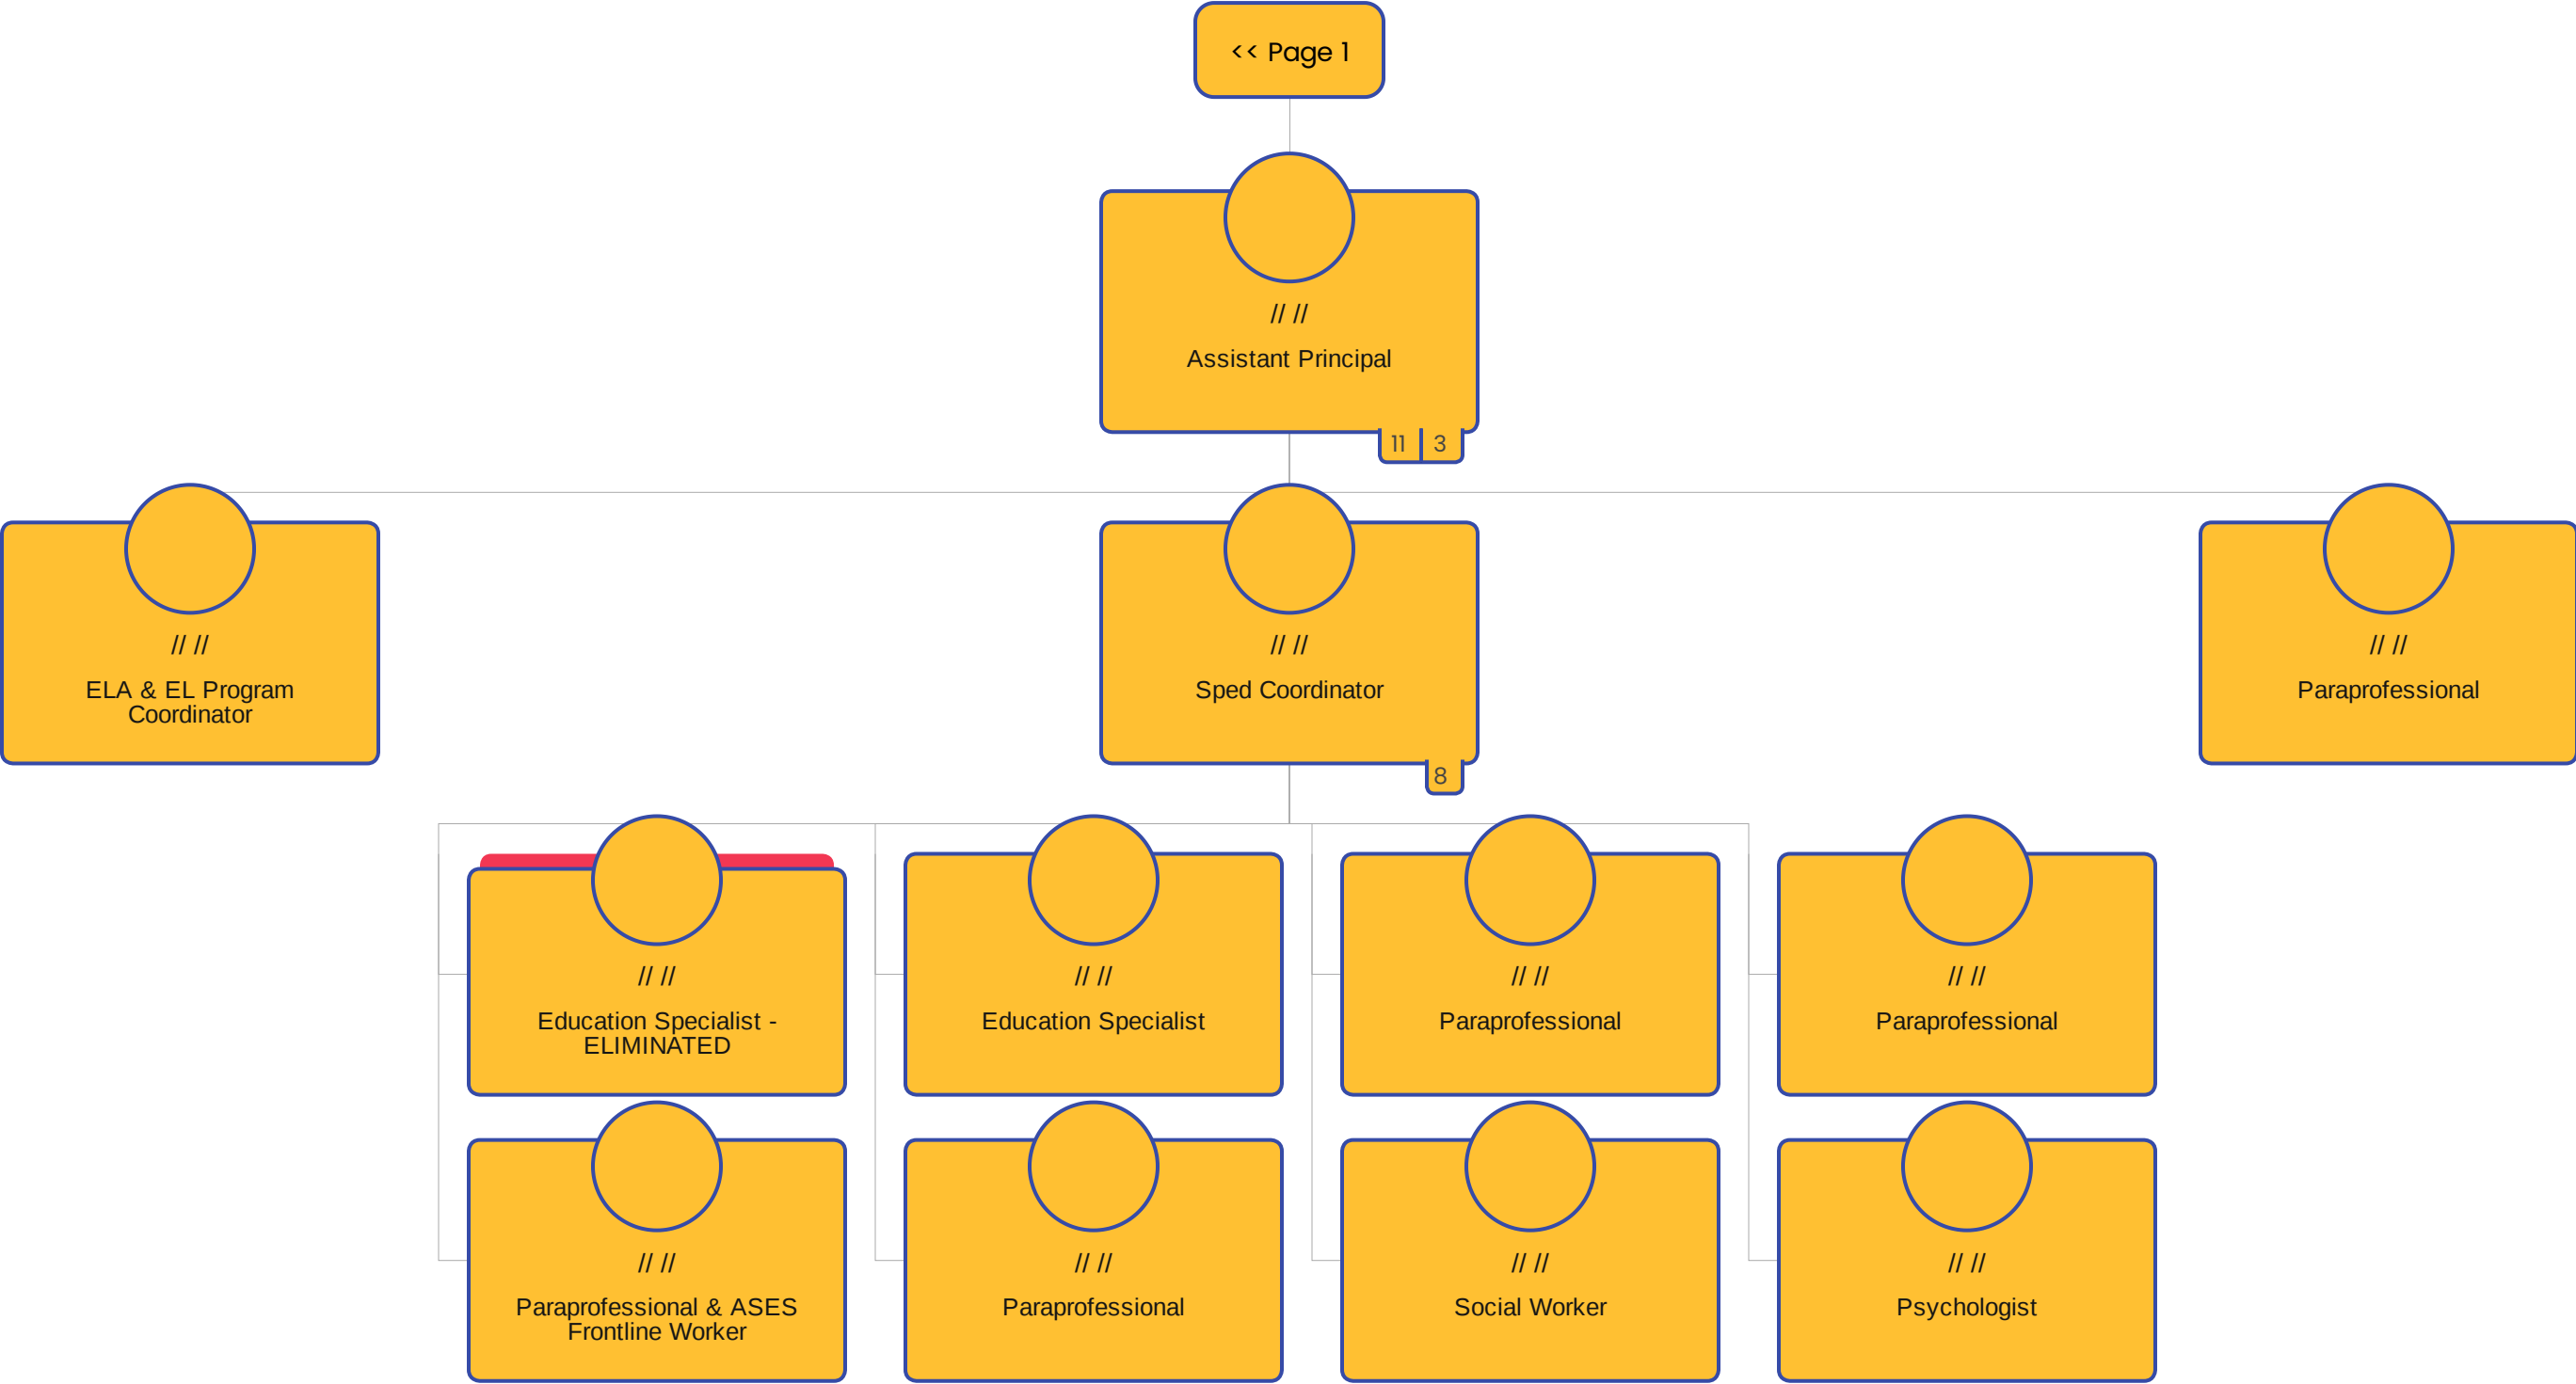 << Page 1
// //
Assistant Principal
11 3
// //
ELA & EL Program
Coordinator
// //
Sped Coordinator
8
// //
Paraprofessional
// //
Education Specialist -
ELIMINATED
// //
Education Specialist
// //
Paraprofessional
// //
Paraprofessional
// //
Paraprofessional & ASES
Frontline Worker
// //
Paraprofessional
// //
Social Worker
// //
Psychologist